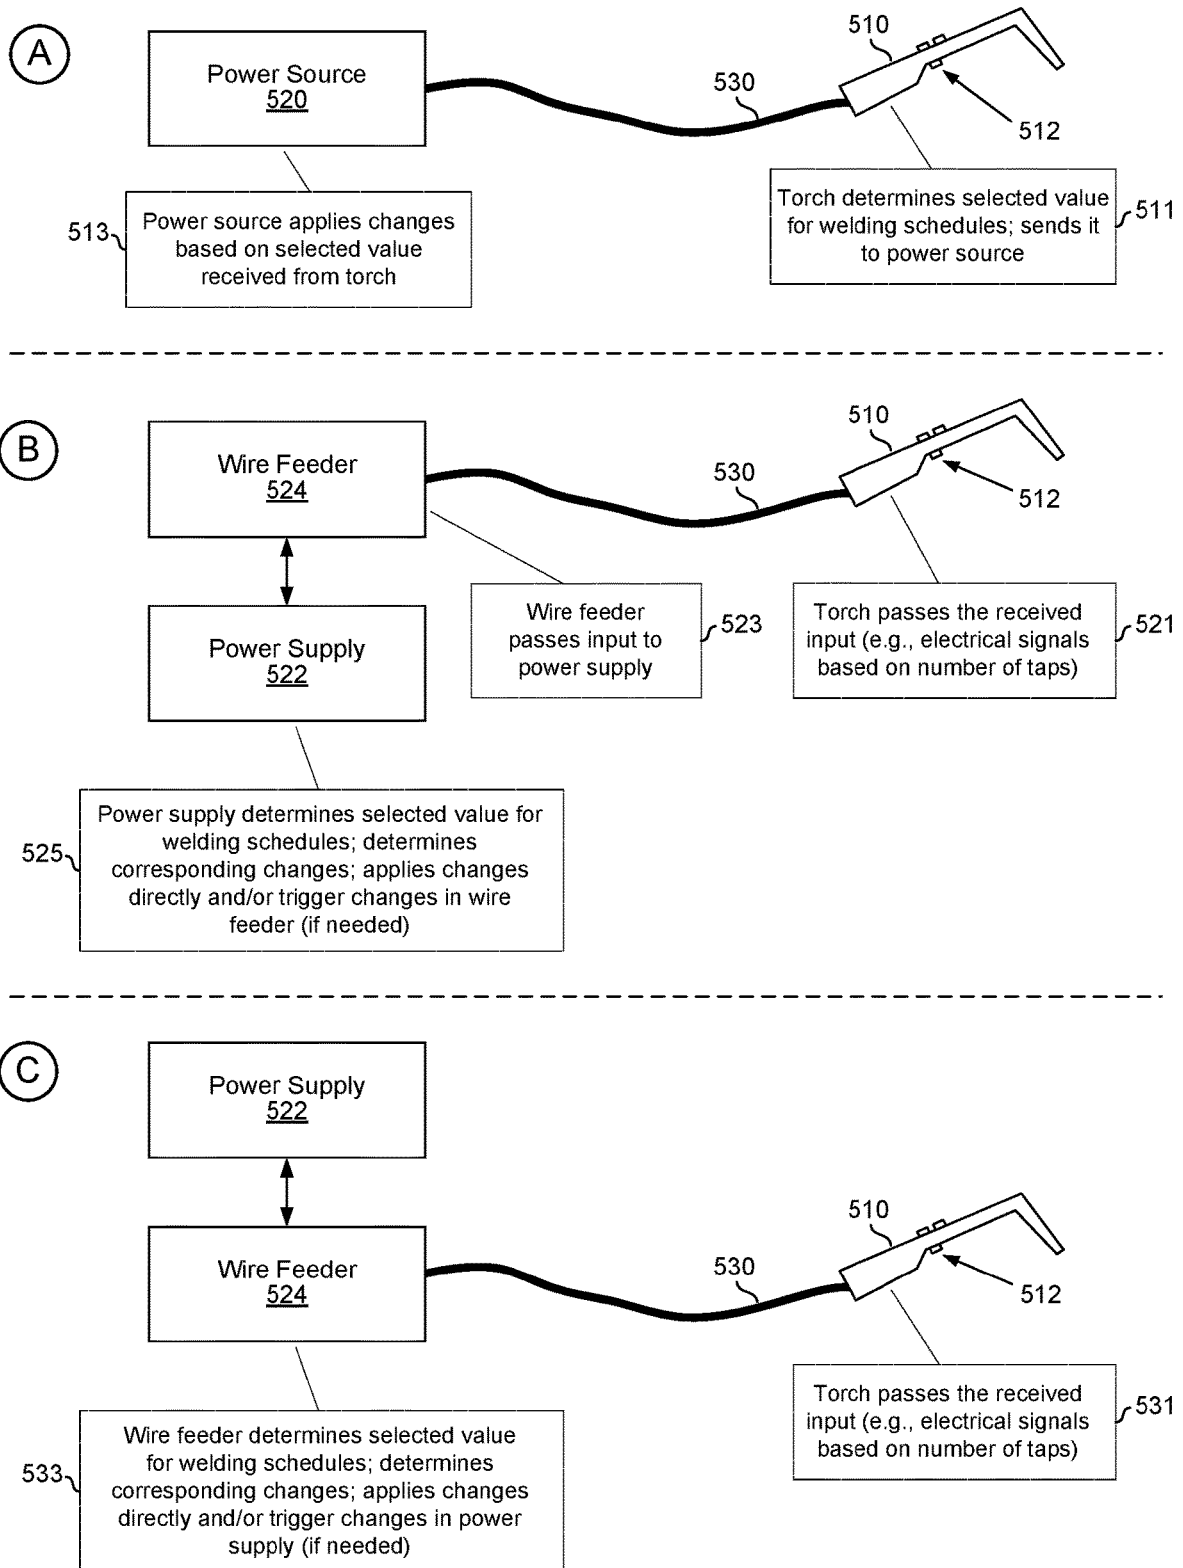 A
Power Source
520
530
510
512
513
Power source applies changes
based on selected value
received from torch
Torch determines selected value
for welding schedules; sends it
to power source
511
B
Wire Feeder
524
530
510
512
Power Supply
522
Wire feeder
passes input to
power supply
523
Torch passes the received
input (e.g., electrical signals
based on number of taps)
521
525
Power supply determines selected value for
welding schedules; determines
corresponding changes; applies changes
directly and/or trigger changes in wire
feeder (if needed)
C
Power Supply
522
Wire Feeder
524
530
510
512
Torch passes the received
input (e.g., electrical signals
based on number of taps)
531
533
Wire feeder determines selected value
for welding schedules; determines
corresponding changes; applies changes
directly and/or trigger changes in power
supply (if needed)